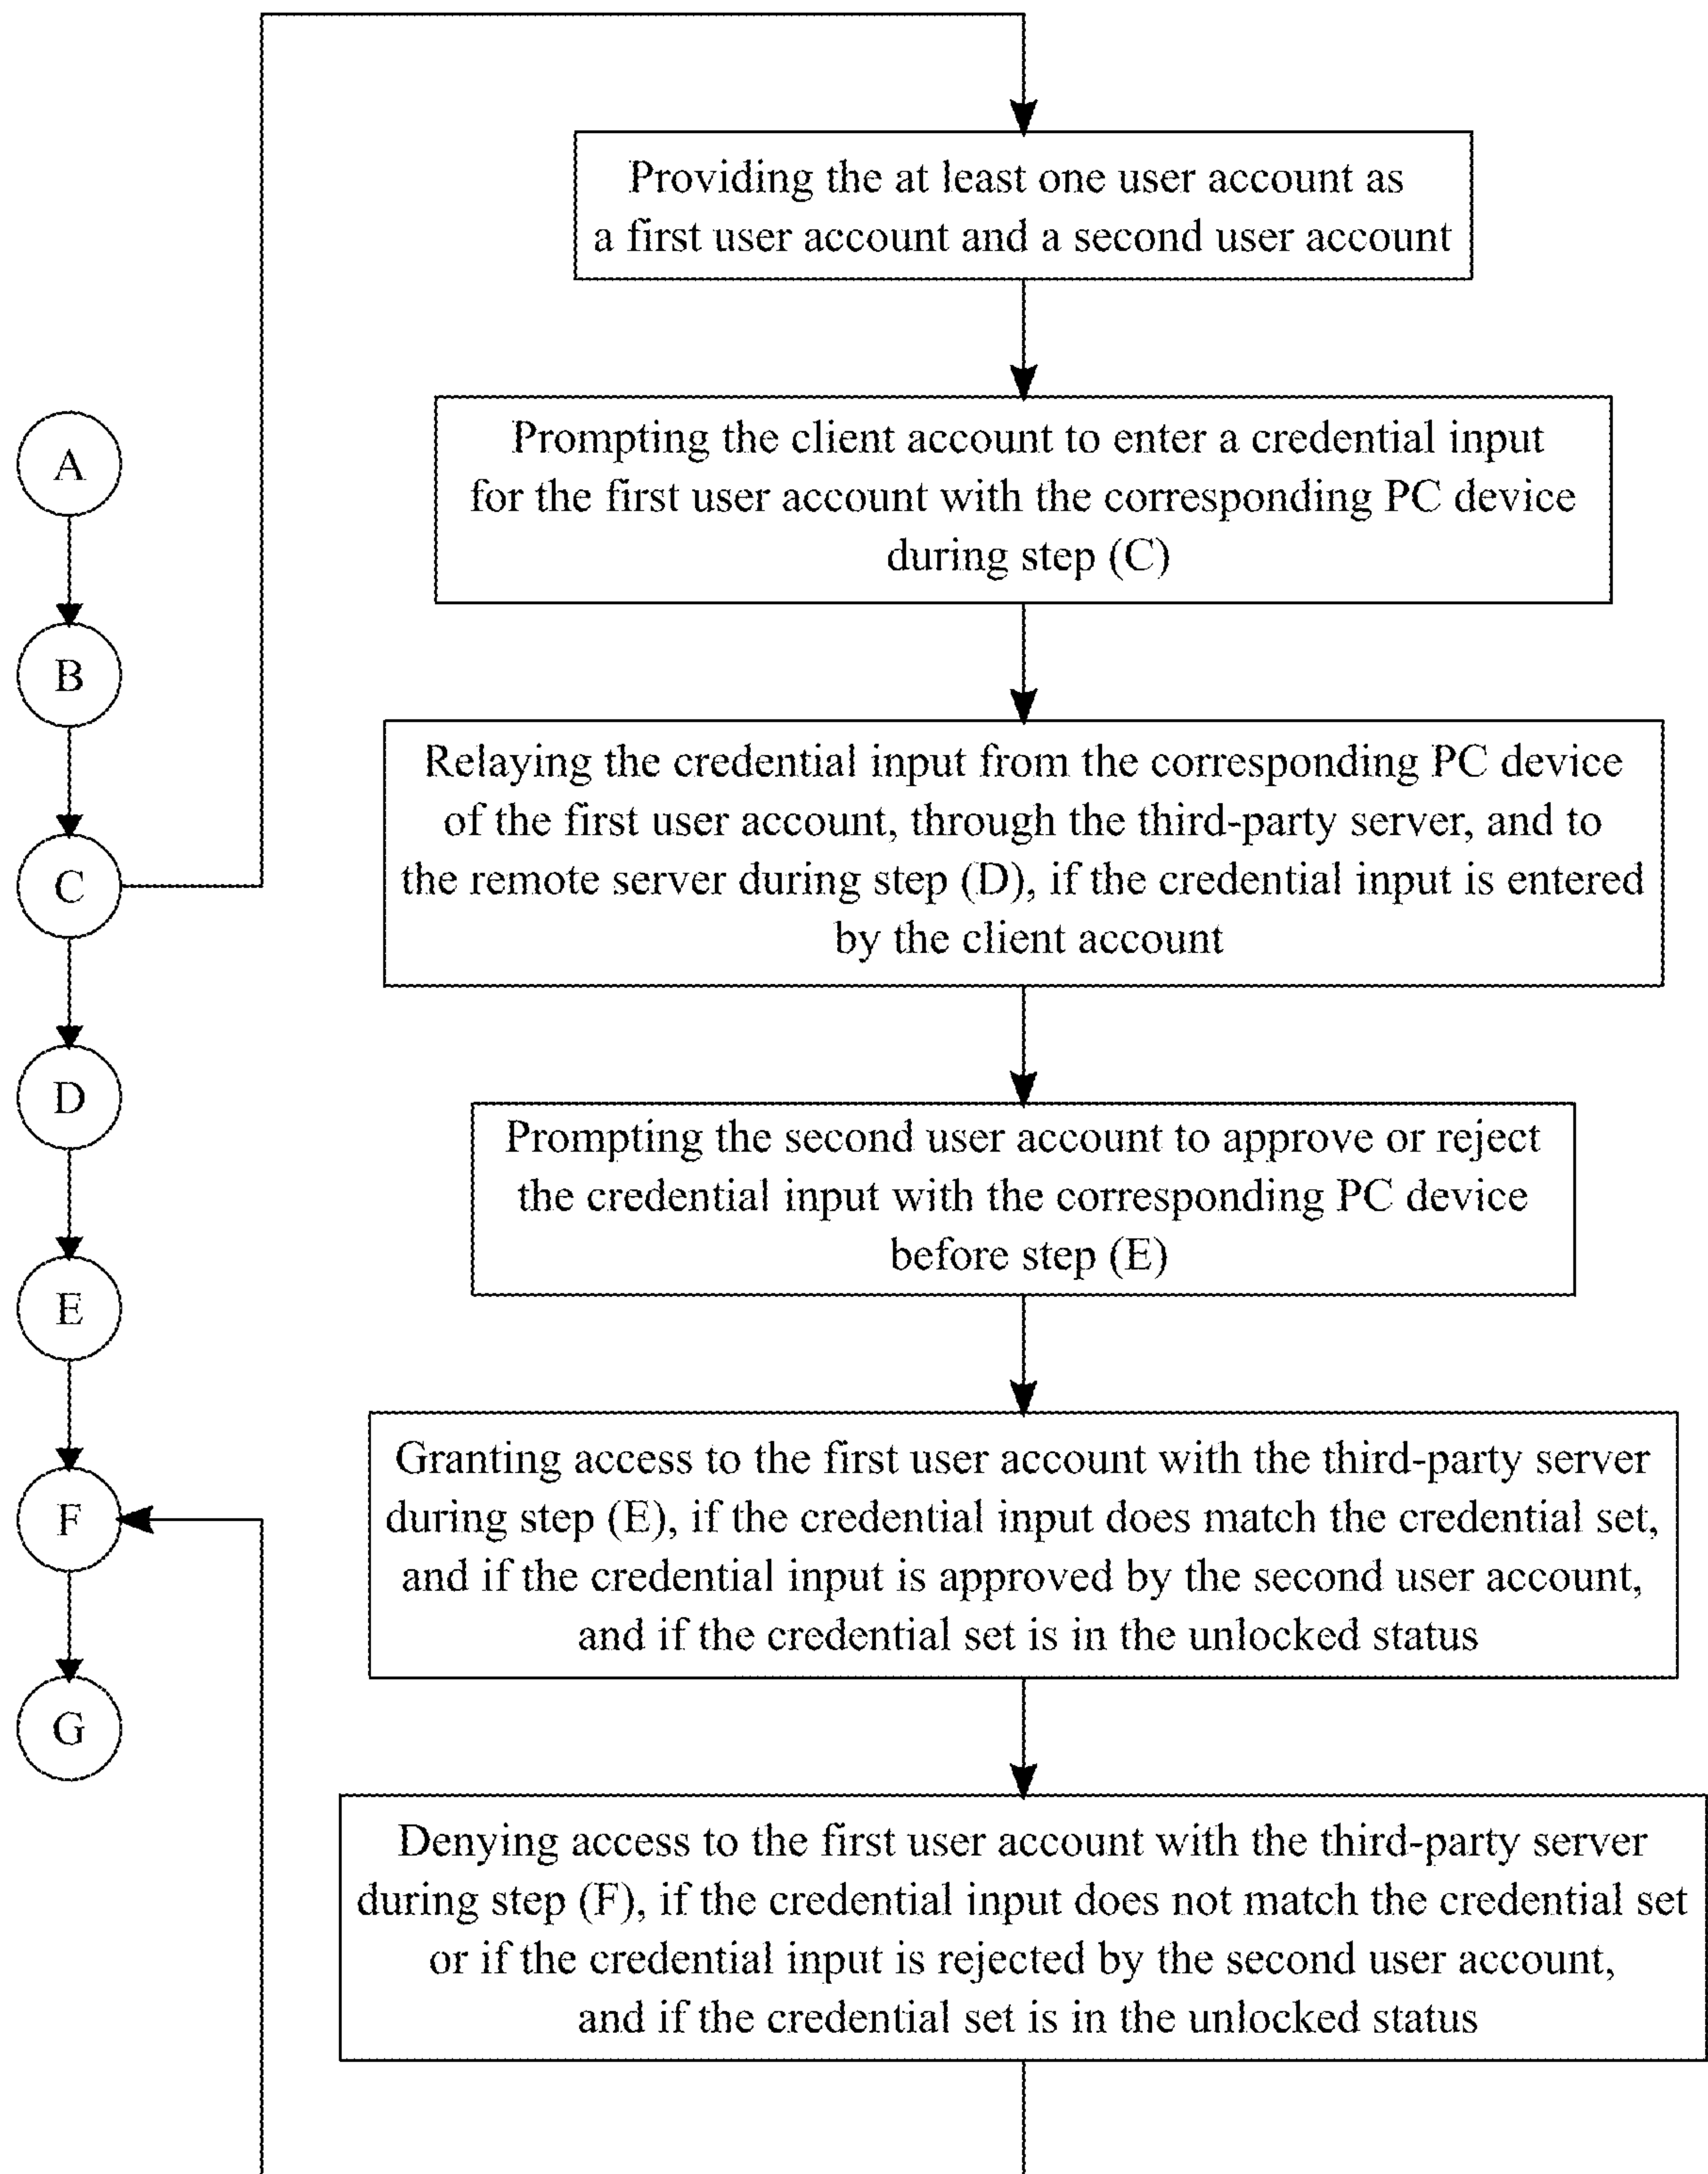 A
B
C
D
E
F
G
Providing the at least one user account as
a first user account and a second user account
Prompting the client account to enter a credential input
for the first user account with the corresponding PC device
during step (C)
Relaying the credential input from the corresponding PC device
of the first user account, through the third-party server, and to
the remote server during step (D), if the credential input is entered
by the client account
Prompting the second user account to approve or reject
the credential input with the corresponding PC device
before step (E)
Granting access to the first user account with the third-party server
during step (E), if the credential input does match the credential set,
and if the credential input is approved by the second user account,
and if the credential set is in the unlocked status
Denying access to the first user account with the third-party server
during step (F), if the credential input does not match the credential set
or if the credential input is rejected by the second user account,
and if the credential set is in the unlocked status